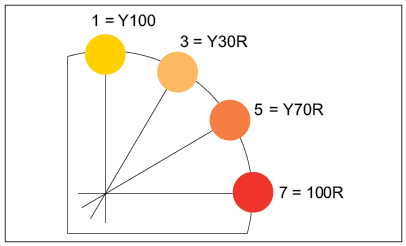 1 = Y100
3 = Y30R
5 = Y70R
7 = 100R